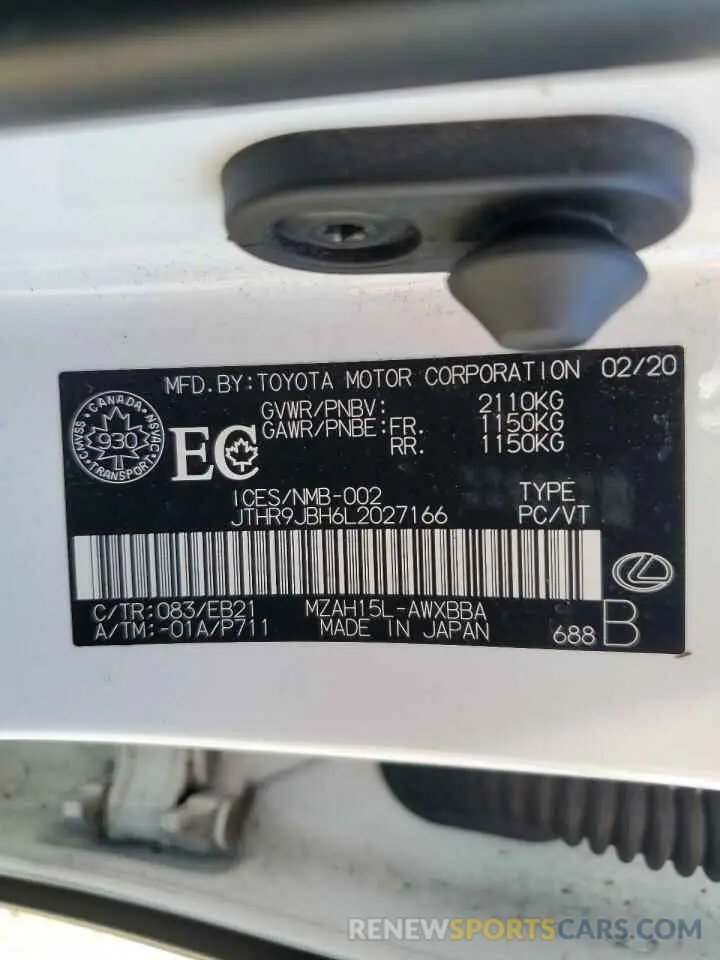 MFD.BY:TOYOTA MOTOR CORPORATION 02/20
GVWR/PNBV: 2110KG
GAWR/PNBE:FR. 1150KG
RR. 1150KG
CANADA
CMVSS 930 NSVAC
TRANSPORT
EC
ICES/NMB-002 TYPE
JTHR9JBH6L2027166 PC/VT
C/TR:083/EB21 MZAH15L-AWXBBA
A/TM:-01A/P711 MADE IN JAPAN 688 B
RENEWSPORTSCARS.COM